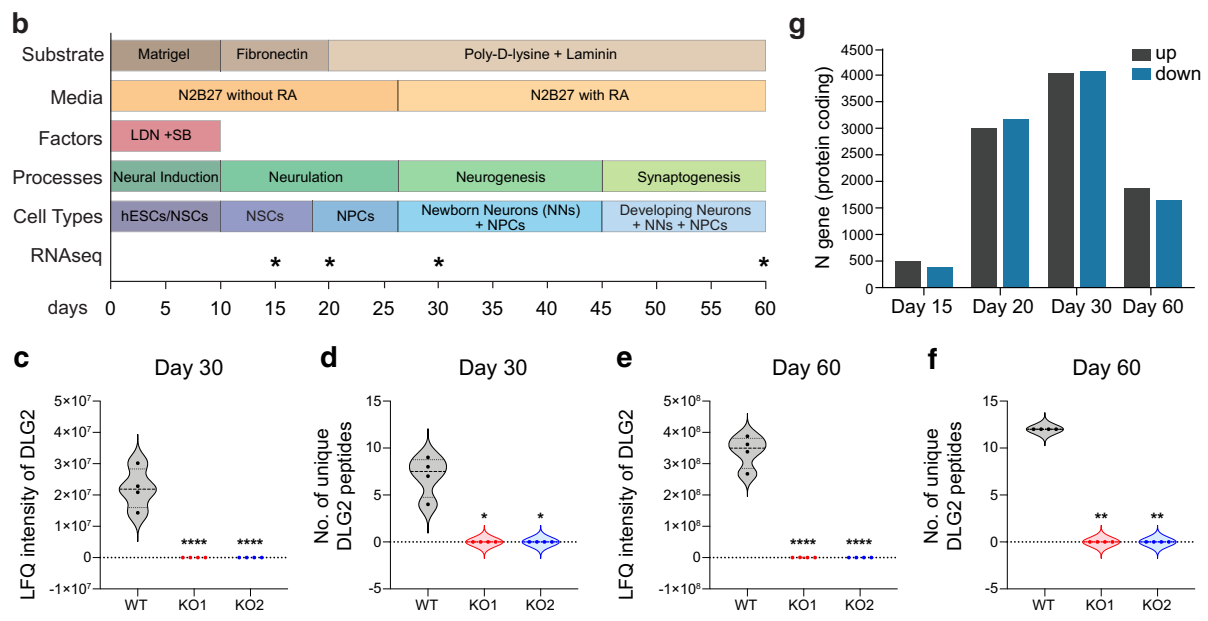 b
Substrate
Matrigel
Fibronectin
Poly-D-lysine + Laminin
Media
N2B27 without RA
N2B27 with RA
Factors
LDN +SB
Processes
Neural Induction
Neurulation
Neurogenesis
Synaptogenesis
Cell Types
hESCs/NSCs
NSCs
NPCs
Newborn Neurons (NNs)
+ NPCs
Developing Neurons
+ NNs + NPCs
RNAseq
* * * *
days
0 5 10 15 20 25 30 35 40 45 50 55 60
g
N gene (protein coding)
4500
4000
3500
3000
2500
2000
1500
1000
500
0
Day 15 Day 20 Day 30 Day 60
up
down
c
Day 30
LFQ intensity of DLG2
5×10⁷
4×10⁷
3×10⁷
2×10⁷
1×10⁷
0
-1×10⁷
**** ****
WT KO1 KO2
d
Day 30
No. of unique
DLG2 peptides
15
10
5
0
-5
* *
WT KO1 KO2
e
Day 60
LFQ intensity of DLG2
5×10⁸
4×10⁸
3×10⁸
2×10⁸
1×10⁸
0
-1×10⁸
**** ****
WT KO1 KO2
f
Day 60
No. of unique
DLG2 peptides
15
10
5
0
-5
** **
WT KO1 KO2